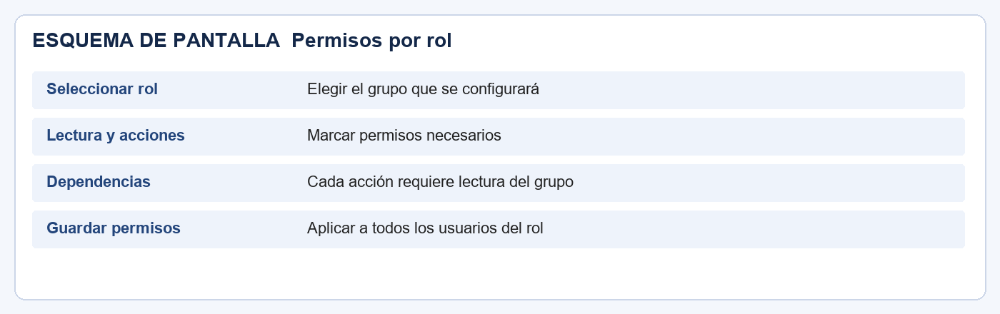 ESQUEMA DE PANTALLA Permisos por rol
Seleccionar rol Elegir el grupo que se configurará
Lectura y acciones Marcar permisos necesarios
Dependencias Cada acción requiere lectura del grupo
Guardar permisos Aplicar a todos los usuarios del rol